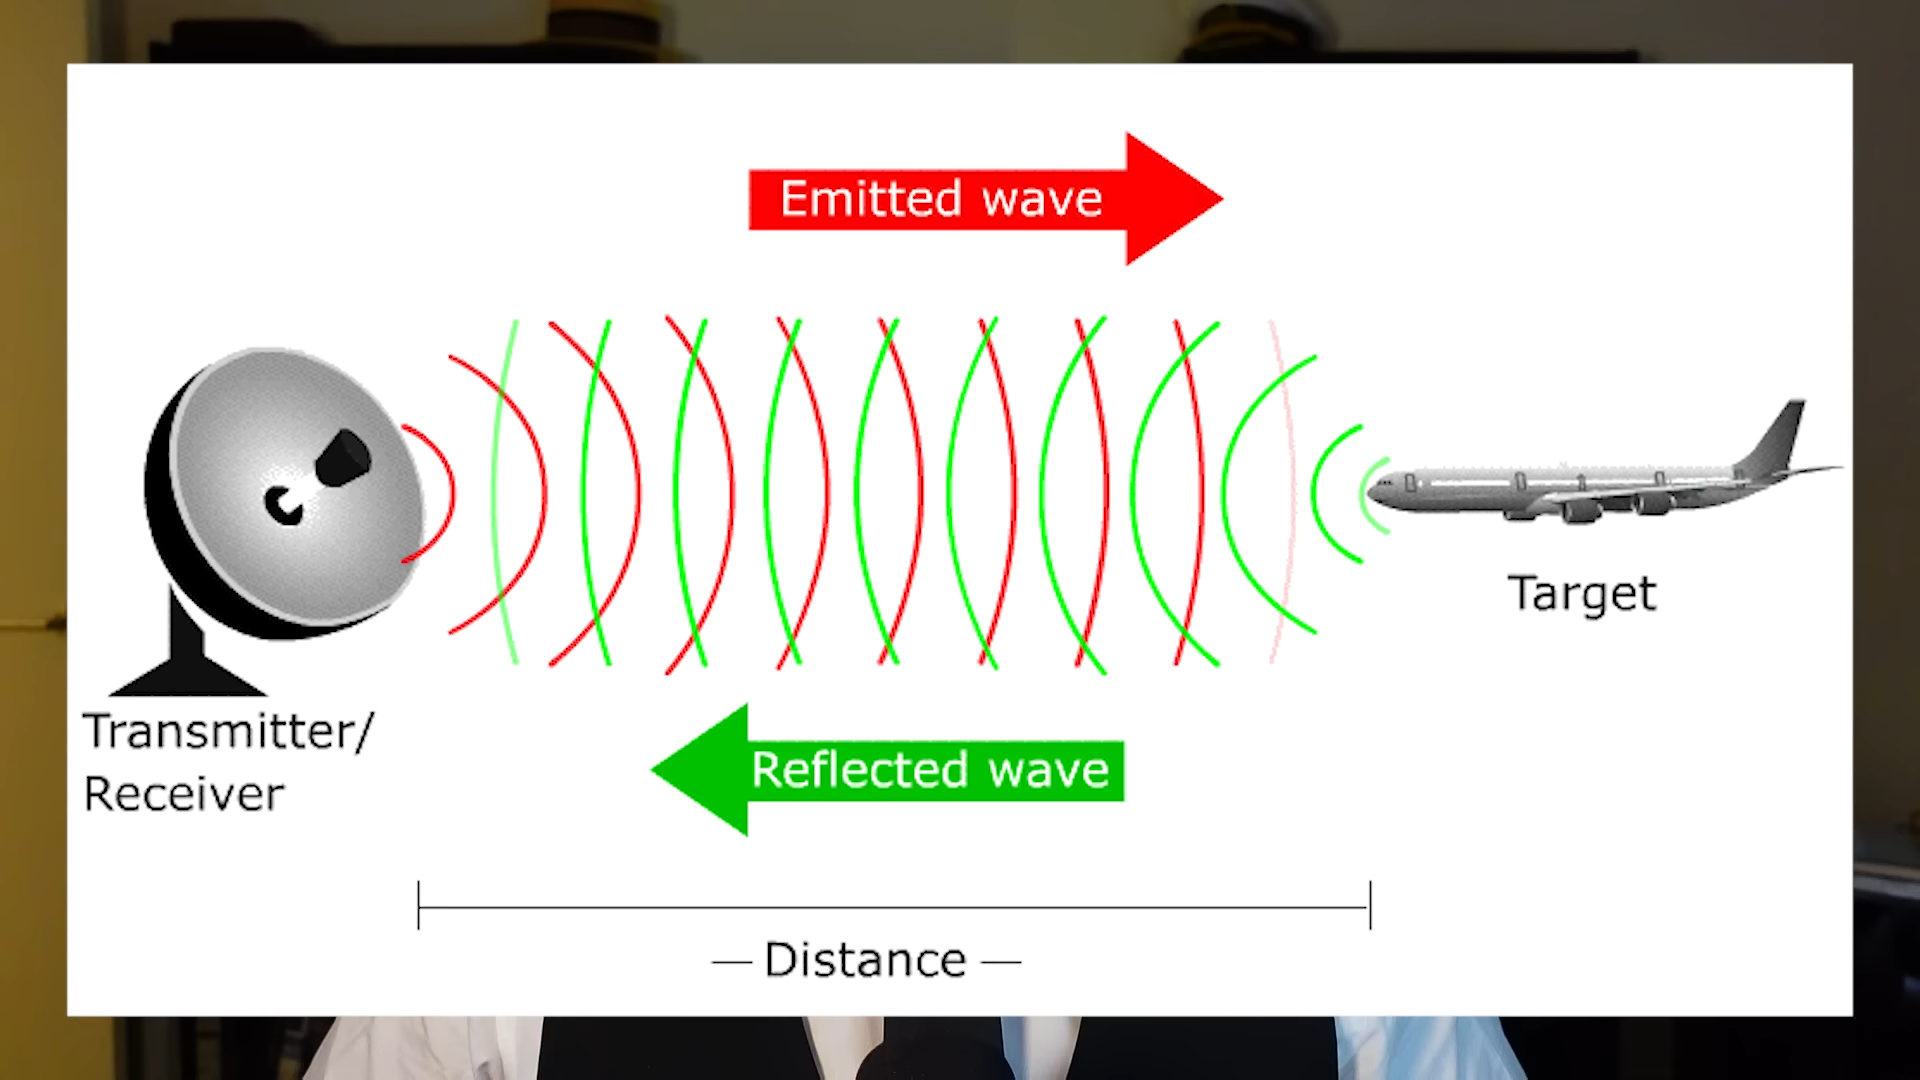 Emitted wave
Target
Transmitter/
Receiver
Reflected wave
— Distance —